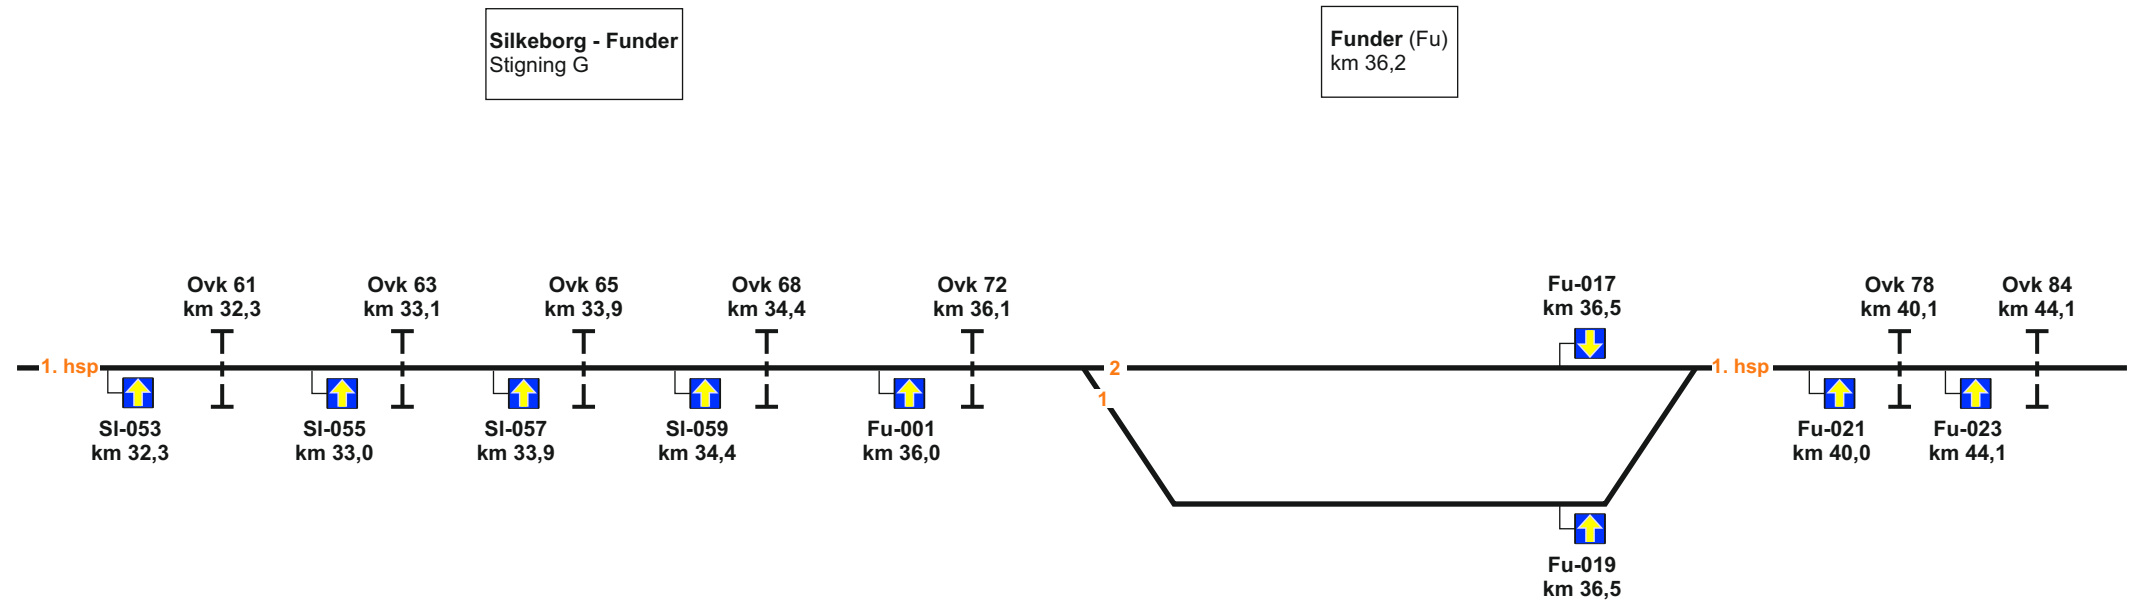 Silkeborg - Funder
Stigning G
Funder (Fu)
km 36,2
Ovk 61
km 32,3
Ovk 63
km 33,1
Ovk 65
km 33,9
Ovk 68
km 34,4
Ovk 72
km 36,1
Fu-017
km 36,5
Ovk 78
km 40,1
Ovk 84
km 44,1
1. hsp
2
1
1. hsp
SI-053
km 32,3
SI-055
km 33,0
SI-057
km 33,9
SI-059
km 34,4
Fu-001
km 36,0
Fu-021
km 40,0
Fu-023
km 44,1
Fu-019
km 36,5